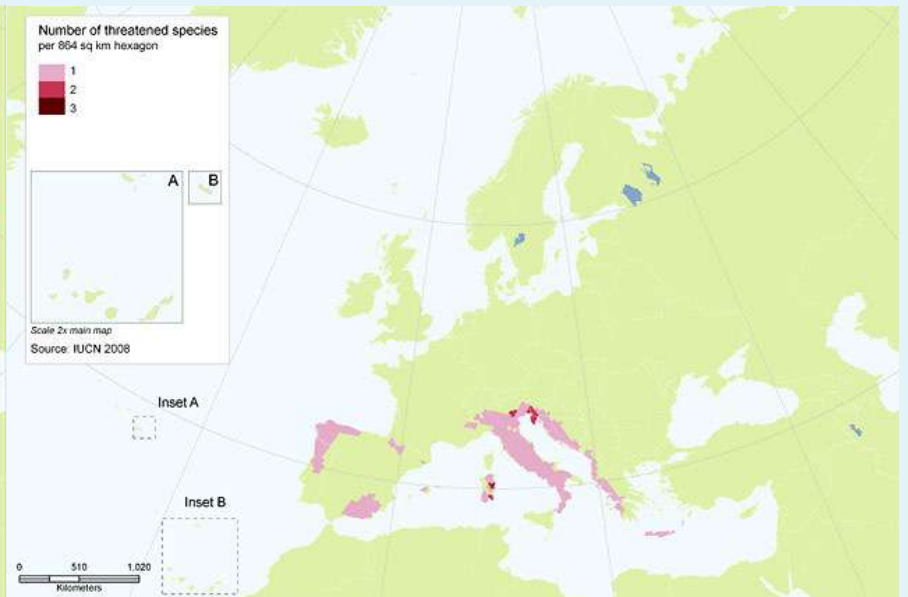 Number of threatened species
per 864 sq km hexagon
1
2
3
A
B
Scale 2x main map
Source: IUCN 2008
Inset A
Inset B
0 510 1,020
Kilometers